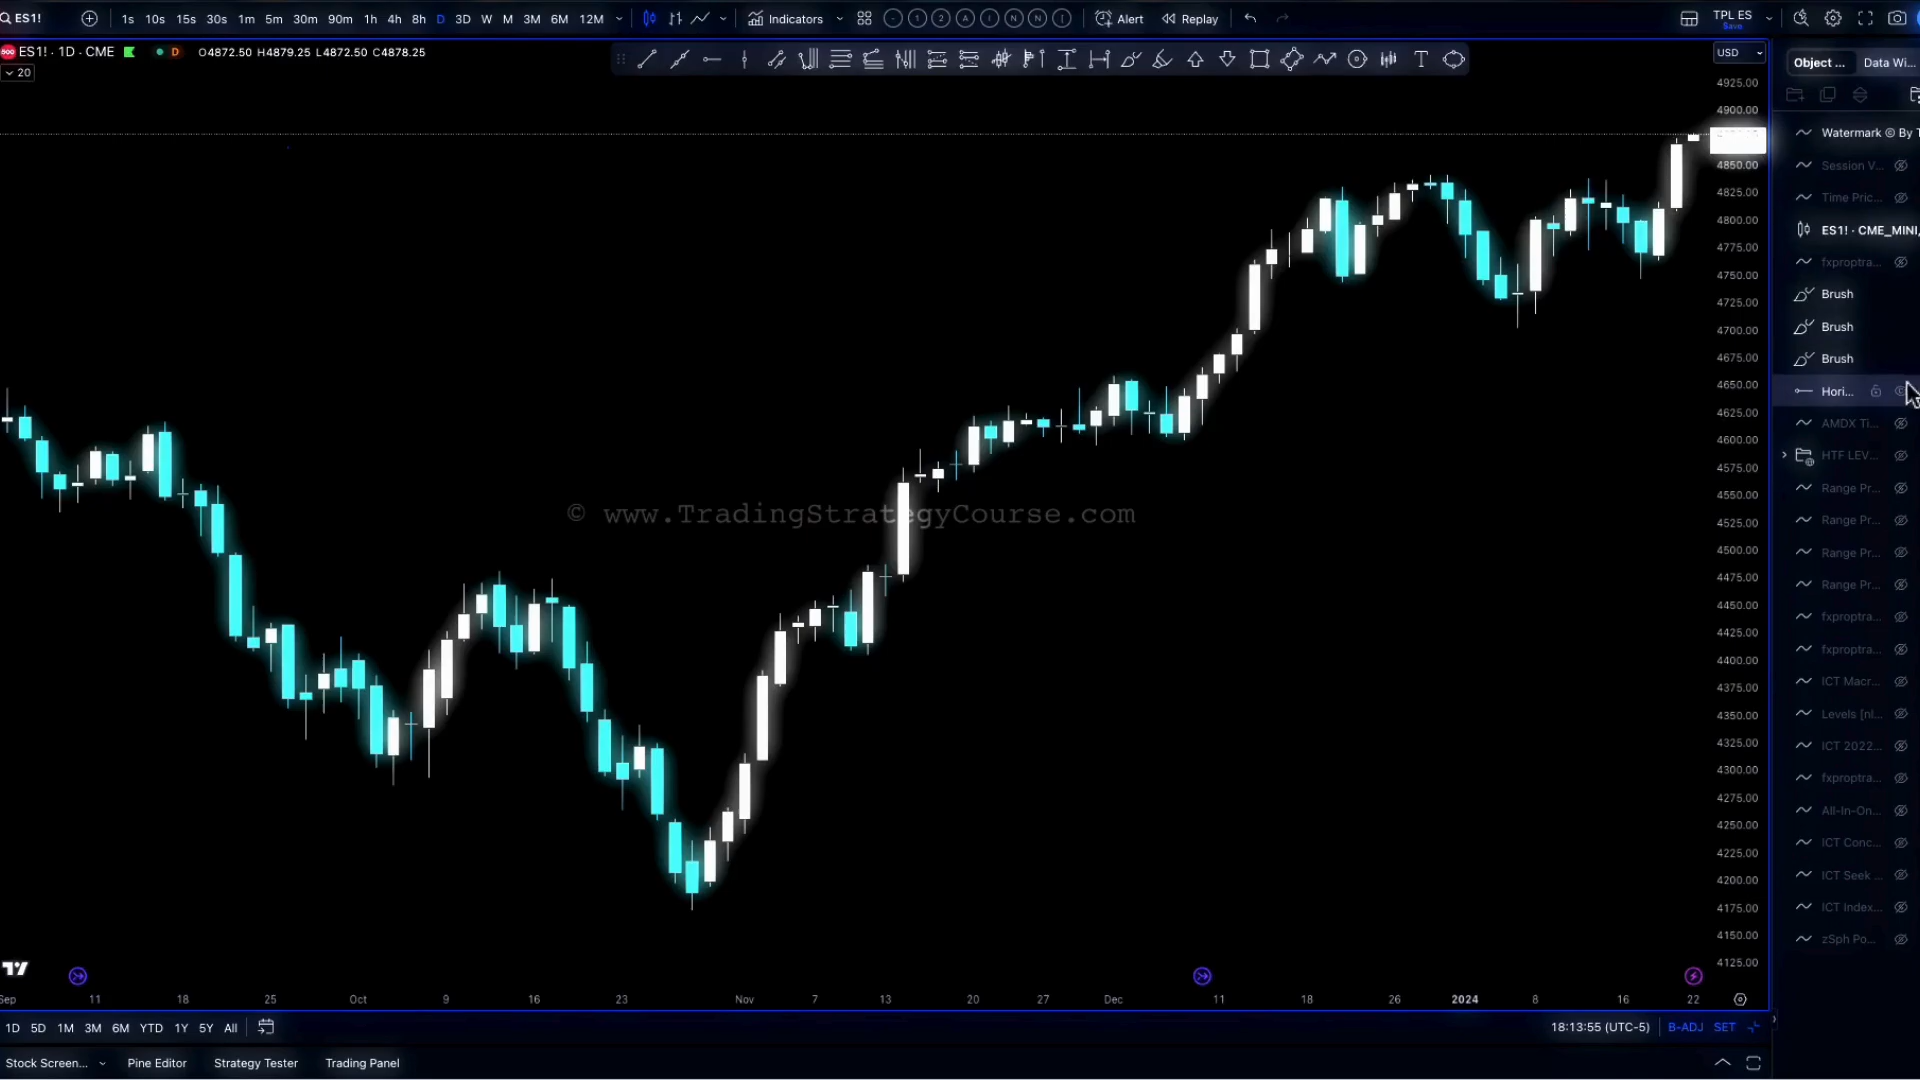 ES1! 1s 10s 15s 30s 1m 5m 30m 90m 1h 4h 8h D 3D W M 3M 6M 12M Indicators - 1 2 A I N N I Alert Replay TPL ES
Save
500 ES1! · 1D · CME D O4872.50 H4879.25 L4872.50 C4878.25 USD
20
Object ... Data Wi...
4925.00
4900.00
Watermark © By T
4850.00
Session V...
4825.00
Time Pric...
4800.00
ES1! · CME_MINI,
4775.00
fxproptra...
4750.00
Brush
4725.00
Brush
4700.00
Brush
4675.00
Hori...
4650.00
AMDX Ti...
4625.00
HTF LEV...
4600.00
Range Pr...
4575.00
Range Pr...
4550.00
© www.TradingStrategyCourse.com
4525.00
Range Pr...
4500.00
Range Pr...
4475.00
fxproptra...
4450.00
fxproptra...
4425.00
ICT Macr...
4400.00
Levels [nl...
4375.00
ICT 2022...
4350.00
fxproptra...
4325.00
All-In-On...
4300.00
ICT Conc...
4275.00
ICT Seek ...
4250.00
ICT Index...
4225.00
zSph Po...
4200.00
4175.00
4150.00
4125.00
Sep 11 18 25 Oct 9 16 23 Nov 7 13 20 27 Dec 11 18 26 2024 8 16 22
1D 5D 1M 3M 6M YTD 1Y 5Y All 18:13:55 (UTC-5) B-ADJ SET
Stock Screen... Pine Editor Strategy Tester Trading Panel